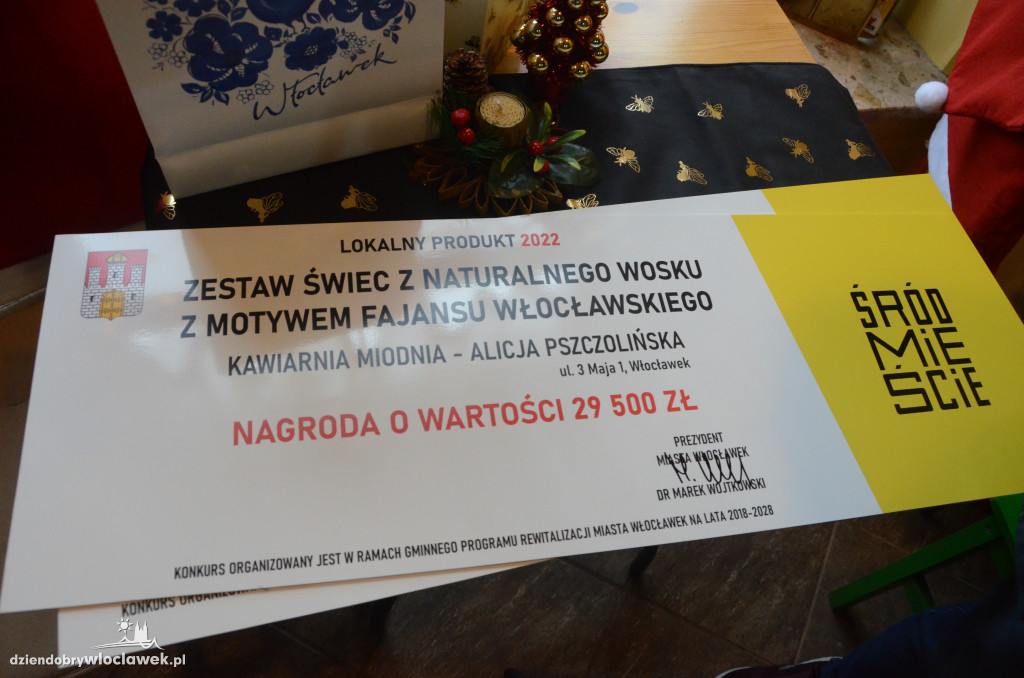 Włocławek
LOKALNY PRODUKT 2022
ZESTAW ŚWIEC Z NATURALNEGO WOSKU
Z MOTYWEM FAJANSU WŁOCŁAWSKIEGO
KAWIARNIA MIODNIA - ALICJA PSZCZOLIŃSKA
ul. 3 Maja 1, Włocławek
NAGRODA O WARTOŚCI 29 500 ZŁ
PREZYDENT
MIASTA WŁOCŁAWEK
DR MAREK WOJTKOWSKI
KONKURS ORGANIZOWANY JEST W RAMACH GMINNEGO PROGRAMU REWITALIZACJI MIASTA WŁOCŁAWEK NA LATA 2018-2028
ŚRÓD
MIE
ŚCIE
KONKURS
dziendobrywloclawek.pl